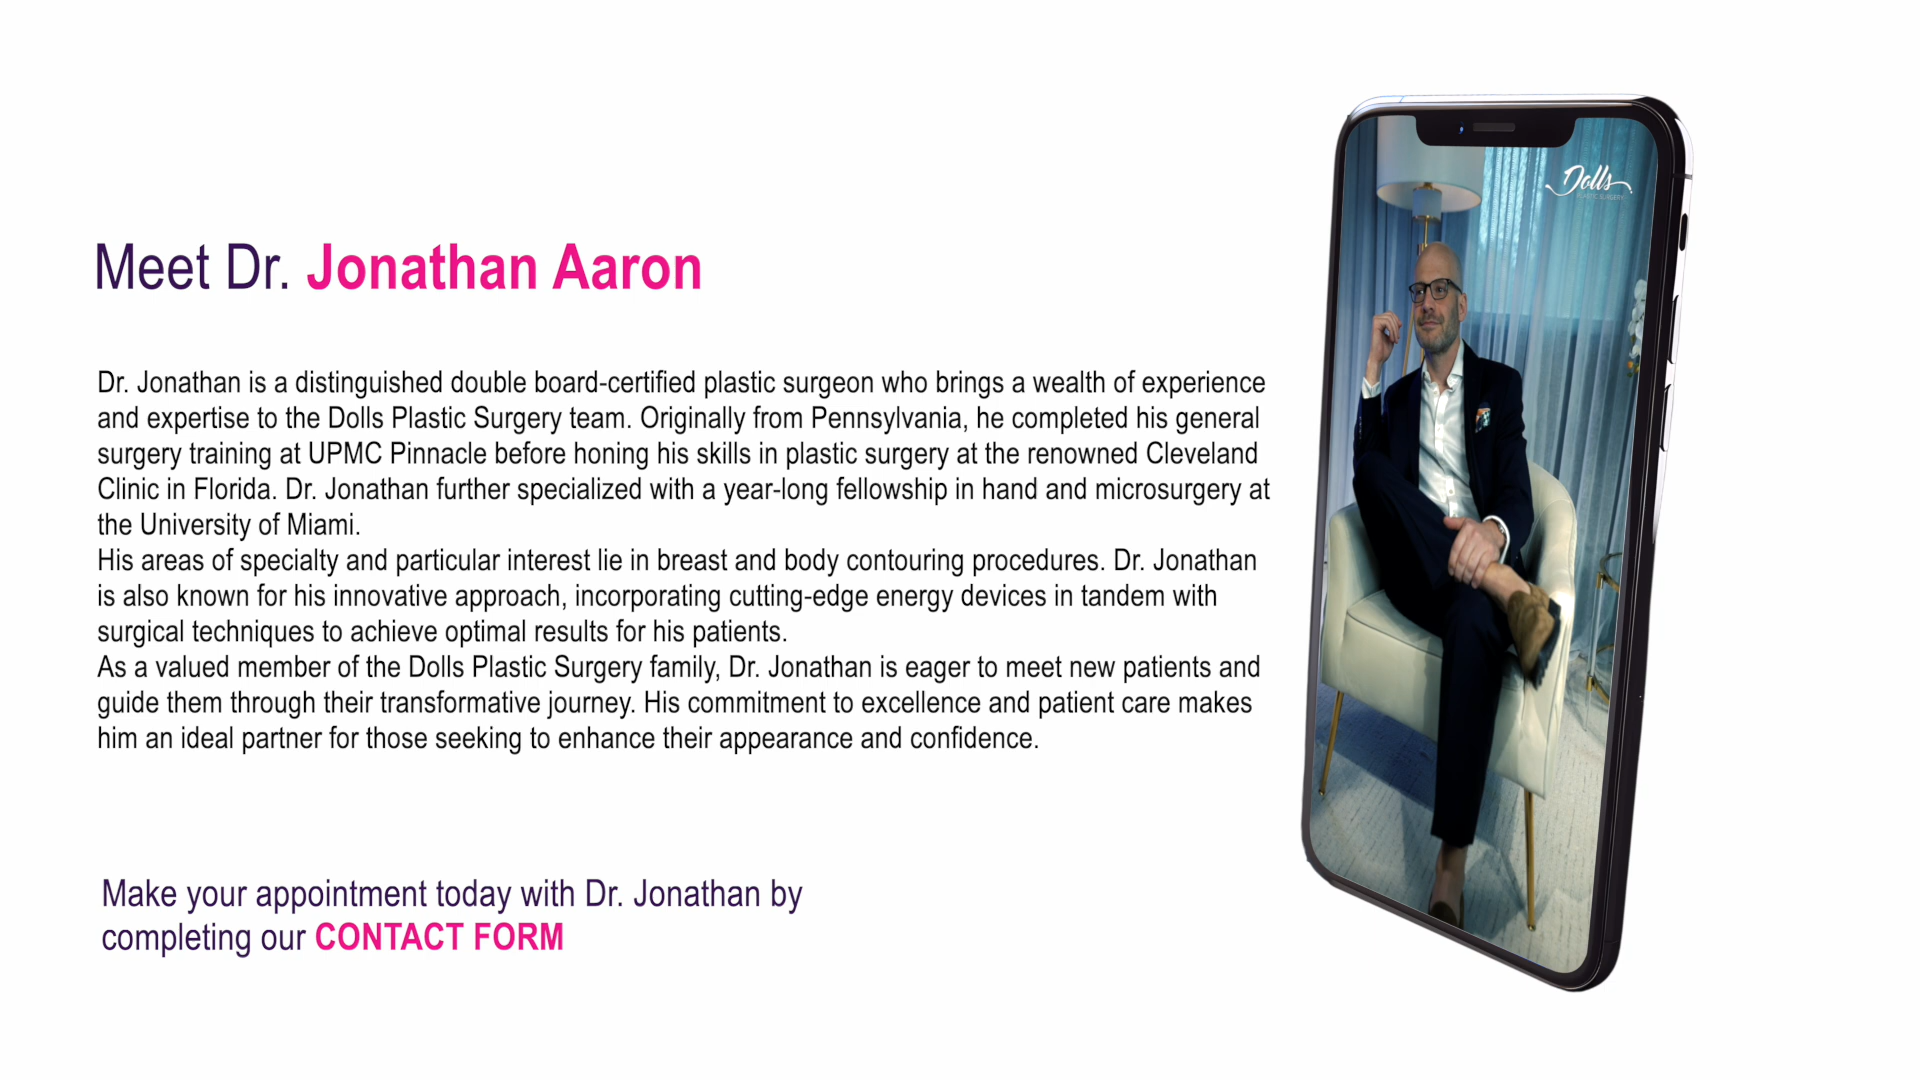 Meet Dr. Jonathan Aaron
Dr. Jonathan is a distinguished double board-certified plastic surgeon who brings a wealth of experience
and expertise to the Dolls Plastic Surgery team. Originally from Pennsylvania, he completed his general
surgery training at UPMC Pinnacle before honing his skills in plastic surgery at the renowned Cleveland
Clinic in Florida. Dr. Jonathan further specialized with a year-long fellowship in hand and microsurgery at
the University of Miami.
His areas of specialty and particular interest lie in breast and body contouring procedures. Dr. Jonathan
is also known for his innovative approach, incorporating cutting-edge energy devices in tandem with
surgical techniques to achieve optimal results for his patients.
As a valued member of the Dolls Plastic Surgery family, Dr. Jonathan is eager to meet new patients and
guide them through their transformative journey. His commitment to excellence and patient care makes
him an ideal partner for those seeking to enhance their appearance and confidence.
Make your appointment today with Dr. Jonathan by
completing our CONTACT FORM
Dolls
PLASTIC SURGERY